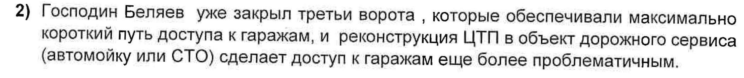 2) Господин Беляев уже закрыл третьи ворота , которые обеспечивали максимально
короткий путь доступа к гаражам, и реконструкция ЦТП в объект дорожного сервиса
(автомойку или СТО) сделает доступ к гаражам еще более проблематичным.